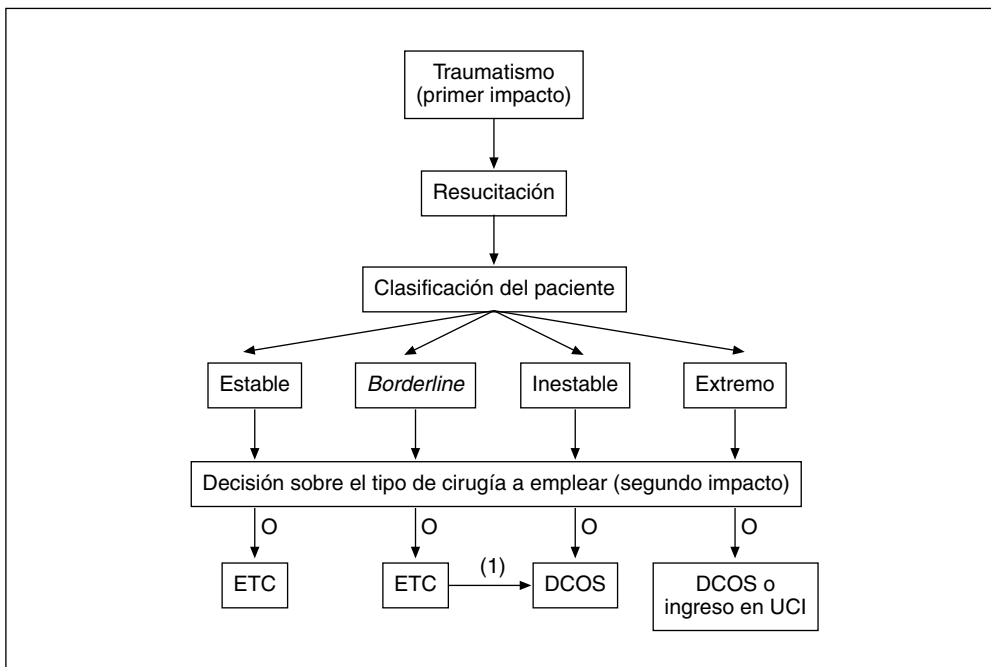 Traumatismo
(primer impacto)
Resucitación
Clasificación del paciente
Estable
Borderline
Inestable
Extremo
Decisión sobre el tipo de cirugía a emplear (segundo impacto)
O
O
O
O
ETC
ETC
(1)
DCOS
DCOS o
ingreso en UCI